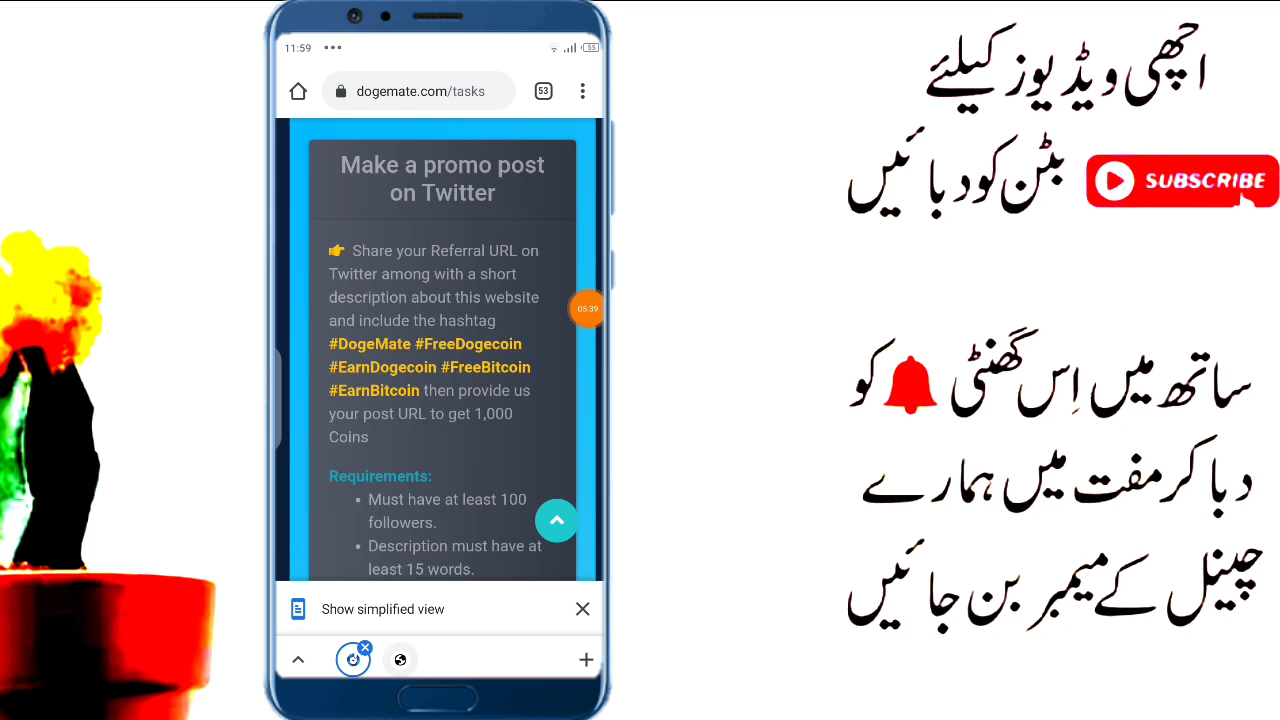 11:59
55
dogemate.com/tasks
53
Make a promo post
on Twitter
👉 Share your Referral URL on
Twitter among with a short
description about this website
and include the hashtag
#DogeMate #FreeDogecoin
#EarnDogecoin #FreeBitcoin
#EarnBitcoin then provide us
your post URL to get 1,000
Coins
Requirements:
• Must have at least 100
followers.
• Description must have at
least 15 words.
05:39
Show simplified view
اچھی ویڈیوز کیلئے
بٹن کو دبائیں
SUBSCRIBE
ساتھ میں اِس گھنٹی کو
دبا کر مفت میں ہمارے
چینل کے میمبر بن جائیں